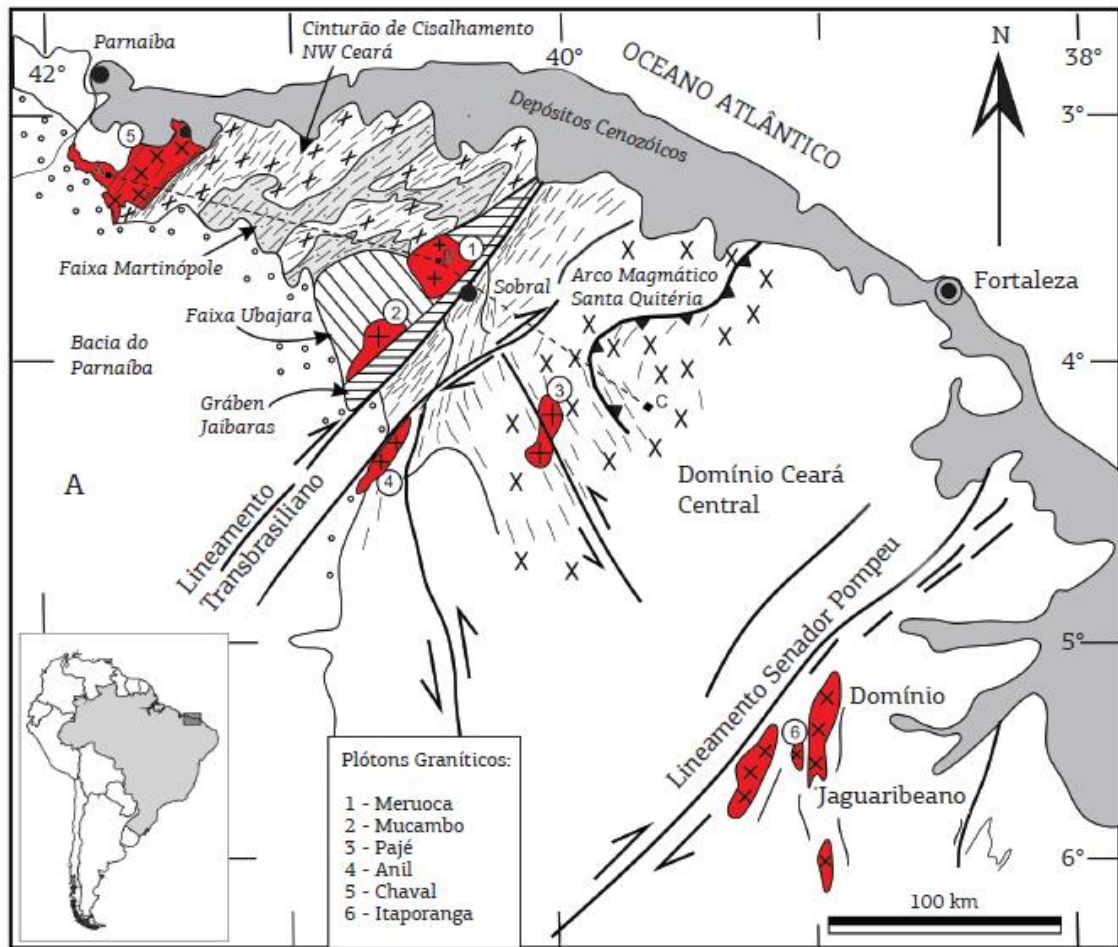 Parnaiba
Cinturão de Cisalhamento
NW Ceará
42°
40°
38°
N
OCEANO ATLÂNTICO
3°
Depósitos Cenozóicos
5
A
1
B
Faixa Martinópole
Sobral
Arco Magmático
Santa Quitéria
Fortaleza
Faixa Ubajara
2
Bacia do
Parnaíba
4°
3
C
Gráben
Jaibaras
A
4
Domínio Ceará
Central
Lineamento
Transbrasiliano
Lineamento Senador Pompeu
5°
Domínio
6
Jaguaribeano
Plótons Graníticos:
1 - Meruoca
2 - Mucambo
3 - Pajé
4 - Anil
5 - Chaval
6 - Itaporanga
6°
100 km